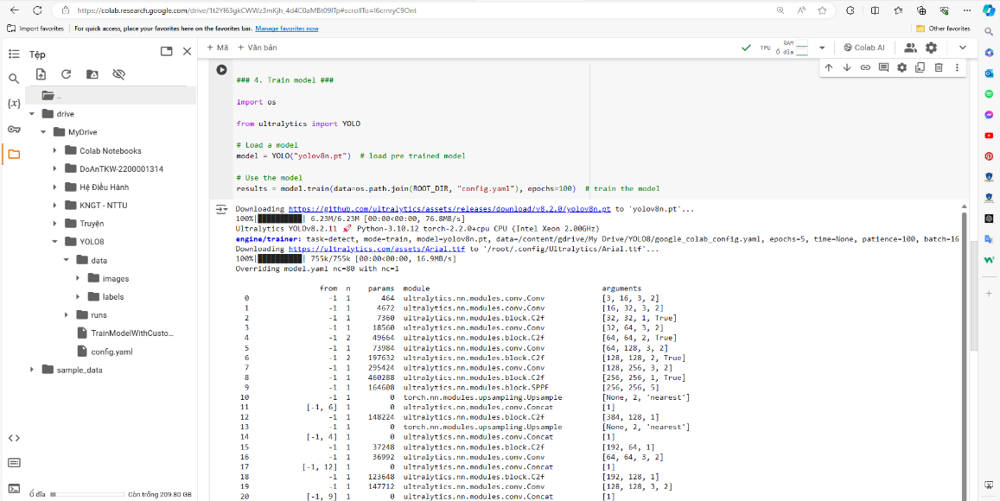 https://colab.research.google.com/drive/1t2YI63gkCWWz3mKjh_4d4C0aMBt09ITp#scrollTo=I6crnryC9Ont
Import favorites
For quick access, place your favorites here on the favorites bar. Manage favorites now
Other favorites
Tệp
+ Mã + Văn bản
TPU
RAM
Ổ đĩa
Colab AI
{x}
..
drive
MyDrive
Colab Notebooks
DoAnTKW-2200001314
Hệ Điều Hành
KNGT - NTTU
Truyện
YOLO8
data
images
labels
runs
TrainModelWithCusto...
config.yaml
sample_data
Ổ đĩa
Còn trống 209.80 GB
### 4. Train model ###
import os
from ultralytics import YOLO
# Load a model
model = YOLO("yolov8n.pt") # load pre trained model
# Use the model
results = model.train(data=os.path.join(ROOT_DIR, "config.yaml"), epochs=100) # train the model
Downloading https://github.com/ultralytics/assets/releases/download/v8.2.0/yolov8n.pt to 'yolov8n.pt'...
100%|██████████| 6.23M/6.23M [00:00<00:00, 76.8MB/s]
Ultralytics YOLOv8.2.11 🚀 Python-3.10.12 torch-2.2.0+cpu CPU (Intel Xeon 2.00GHz)
engine/trainer: task=detect, mode=train, model=yolov8n.pt, data=/content/gdrive/My Drive/YOLO8/google_colab_config.yaml, epochs=5, time=None, patience=100, batch=16
Downloading https://ultralytics.com/assets/Arial.ttf to '/root/.config/Ultralytics/Arial.ttf'...
100%|██████████| 755k/755k [00:00<00:00, 16.9MB/s]
Overriding model.yaml nc=80 with nc=1
from n params module arguments
0 -1 1 464 ultralytics.nn.modules.conv.Conv [3, 16, 3, 2]
1 -1 1 4672 ultralytics.nn.modules.conv.Conv [16, 32, 3, 2]
2 -1 1 7360 ultralytics.nn.modules.block.C2f [32, 32, 1, True]
3 -1 1 18560 ultralytics.nn.modules.conv.Conv [32, 64, 3, 2]
4 -1 2 49664 ultralytics.nn.modules.block.C2f [64, 64, 2, True]
5 -1 1 73984 ultralytics.nn.modules.conv.Conv [64, 128, 3, 2]
6 -1 2 197632 ultralytics.nn.modules.block.C2f [128, 128, 2, True]
7 -1 1 295424 ultralytics.nn.modules.conv.Conv [128, 256, 3, 2]
8 -1 1 460288 ultralytics.nn.modules.block.C2f [256, 256, 1, True]
9 -1 1 164608 ultralytics.nn.modules.block.SPPF [256, 256, 5]
10 -1 1 0 torch.nn.modules.upsampling.Upsample [None, 2, 'nearest']
11 [-1, 6] 1 0 ultralytics.nn.modules.conv.Concat [1]
12 -1 1 148224 ultralytics.nn.modules.block.C2f [384, 128, 1]
13 -1 1 0 torch.nn.modules.upsampling.Upsample [None, 2, 'nearest']
14 [-1, 4] 1 0 ultralytics.nn.modules.conv.Concat [1]
15 -1 1 37248 ultralytics.nn.modules.block.C2f [192, 64, 1]
16 -1 1 36992 ultralytics.nn.modules.conv.Conv [64, 64, 3, 2]
17 [-1, 12] 1 0 ultralytics.nn.modules.conv.Concat [1]
18 -1 1 123648 ultralytics.nn.modules.block.C2f [192, 128, 1]
19 -1 1 147712 ultralytics.nn.modules.conv.Conv [128, 128, 3, 2]
20 [-1, 9] 1 0 ultralytics.nn.modules.conv.Concat [1]